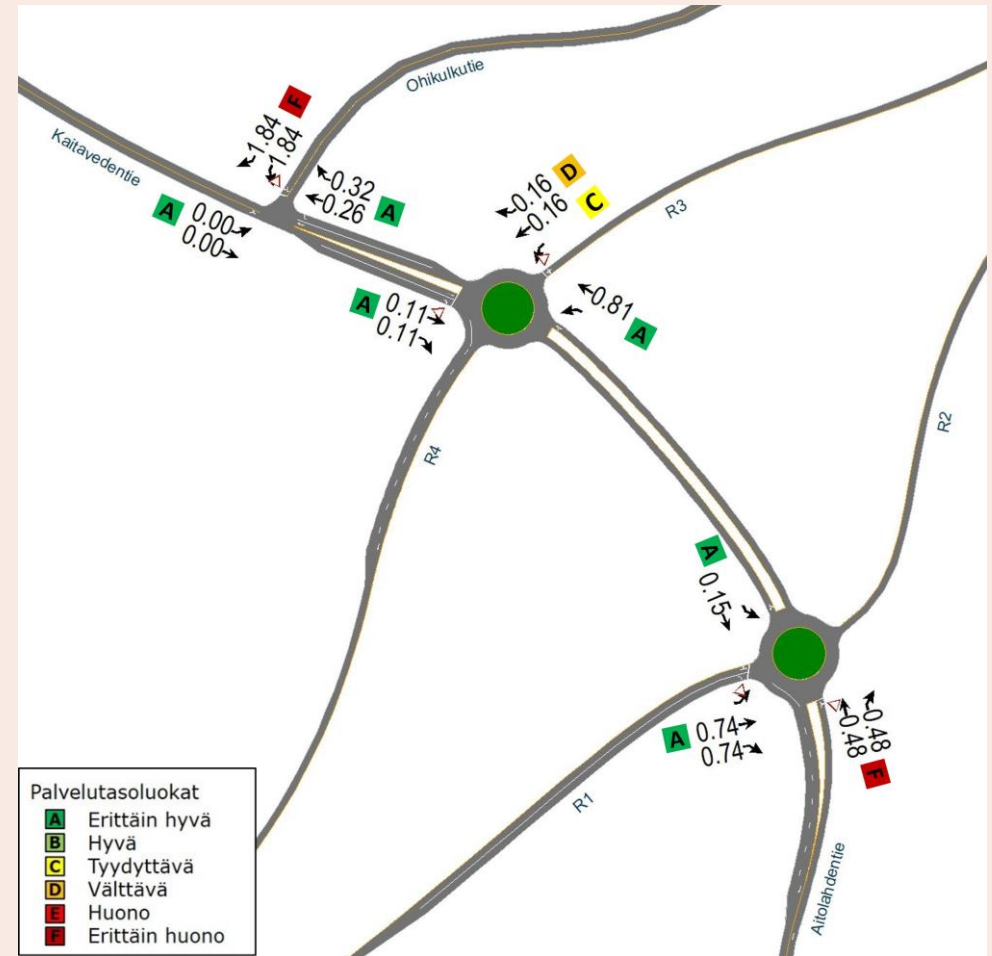 Ohikulkutie
Kaitavedentie
F
1.84
1.84
0.32
0.26
A
A
0.00
0.00
0.16
D
0.16
C
R3
A
0.11
0.11
0.81
A
R4
R2
A
0.15
A
0.74
0.74
0.48
0.48
F
R1
Aitolahdentie
Palvelutasoluokat
A Erittäin hyvä
B Hyvä
C Tyydyttävä
D Välttävä
E Huono
F Erittäin huono